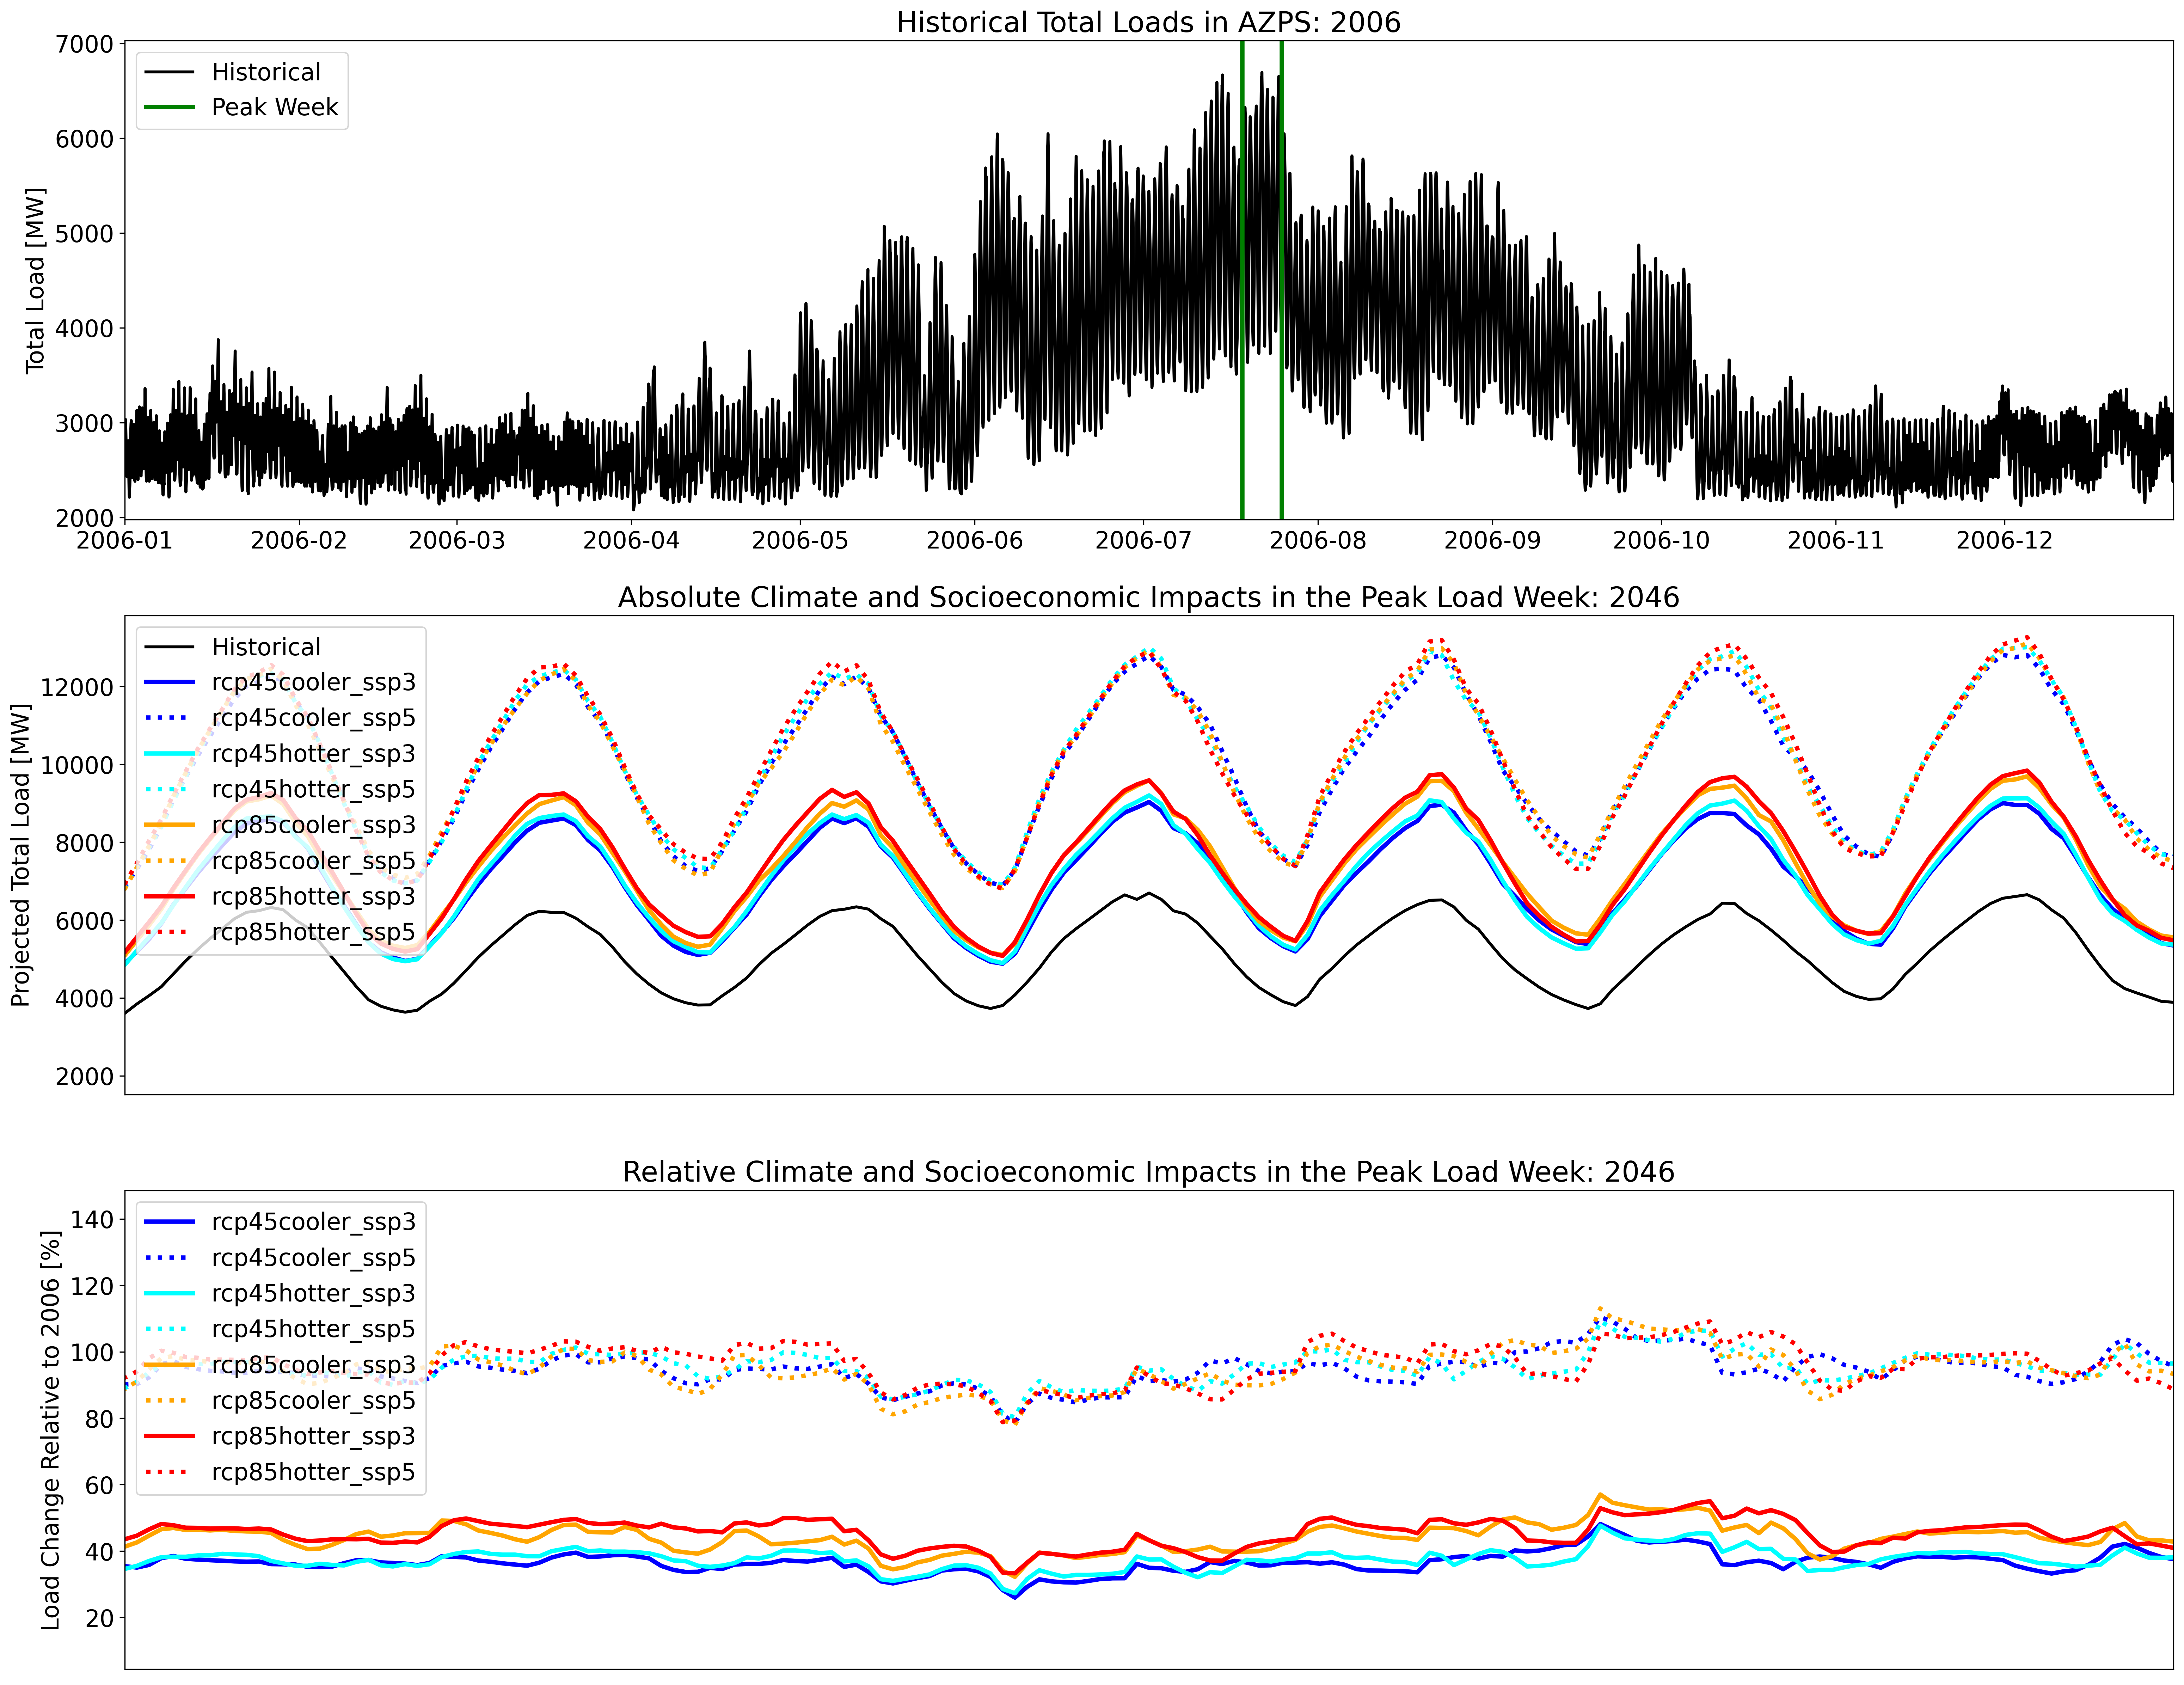 Historical Total Loads in AZPS: 2006
Total Load [MW]
7000
6000
5000
4000
3000
2000
Historical
Peak Week
2006-01 2006-02 2006-03 2006-04 2006-05 2006-06 2006-07 2006-08 2006-09 2006-10 2006-11 2006-12
Absolute Climate and Socioeconomic Impacts in the Peak Load Week: 2046
Projected Total Load [MW]
12000
10000
8000
6000
4000
2000
Historical
rcp45cooler_ssp3
rcp45cooler_ssp5
rcp45hotter_ssp3
rcp45hotter_ssp5
rcp85cooler_ssp3
rcp85cooler_ssp5
rcp85hotter_ssp3
rcp85hotter_ssp5
Relative Climate and Socioeconomic Impacts in the Peak Load Week: 2046
Load Change Relative to 2006 [%]
140
120
100
80
60
40
20
rcp45cooler_ssp3
rcp45cooler_ssp5
rcp45hotter_ssp3
rcp45hotter_ssp5
rcp85cooler_ssp3
rcp85cooler_ssp5
rcp85hotter_ssp3
rcp85hotter_ssp5